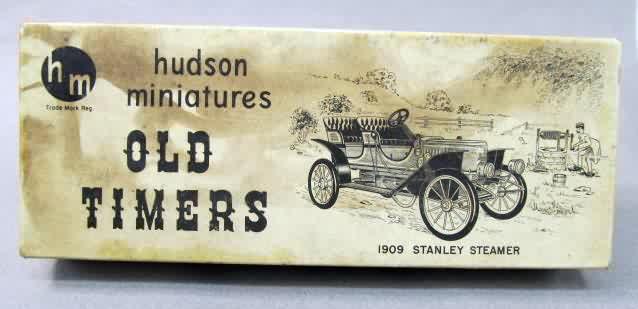 hm
Trade Mark Reg.
hudson
miniatures
OLD
TIMERS
1909 STANLEY STEAMER